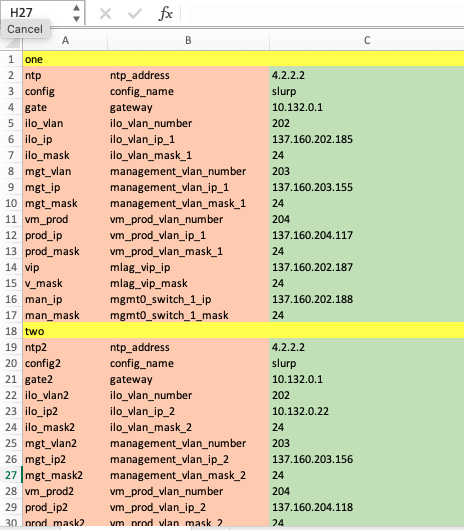 H27
fx
Cancel
A B C
1 one
2 ntp ntp_address 4.2.2.2
3 config config_name slurp
4 gate gateway 10.132.0.1
5 ilo_vlan ilo_vlan_number 202
6 ilo_ip ilo_vlan_ip_1 137.160.202.185
7 ilo_mask ilo_vlan_mask_1 24
8 mgt_vlan management_vlan_number 203
9 mgt_ip management_vlan_ip_1 137.160.203.155
10 mgt_mask management_vlan_mask_1 24
11 vm_prod vm_prod_vlan_number 204
12 prod_ip vm_prod_vlan_ip_1 137.160.204.117
13 prod_mask vm_prod_vlan_mask_1 24
14 vip mlag_vip_ip 137.160.202.187
15 v_mask mlag_vip_mask 24
16 man_ip mgmt0_switch_1_ip 137.160.202.188
17 man_mask mgmt0_switch_1_mask 24
18 two
19 ntp2 ntp_address 4.2.2.2
20 config2 config_name slurp
21 gate2 gateway 10.132.0.1
22 ilo_vlan2 ilo_vlan_number 202
23 ilo_ip2 ilo_vlan_ip_2 10.132.0.22
24 ilo_mask2 ilo_vlan_mask_2 24
25 mgt_vlan2 management_vlan_number 203
26 mgt_ip2 management_vlan_ip_2 137.160.203.156
27 mgt_mask2 management_vlan_mask_2 24
28 vm_prod2 vm_prod_vlan_number 204
29 prod_ip2 vm_prod_vlan_ip_2 137.160.204.118
30 prod_mask2 vm_prod_vlan_mask_2 24